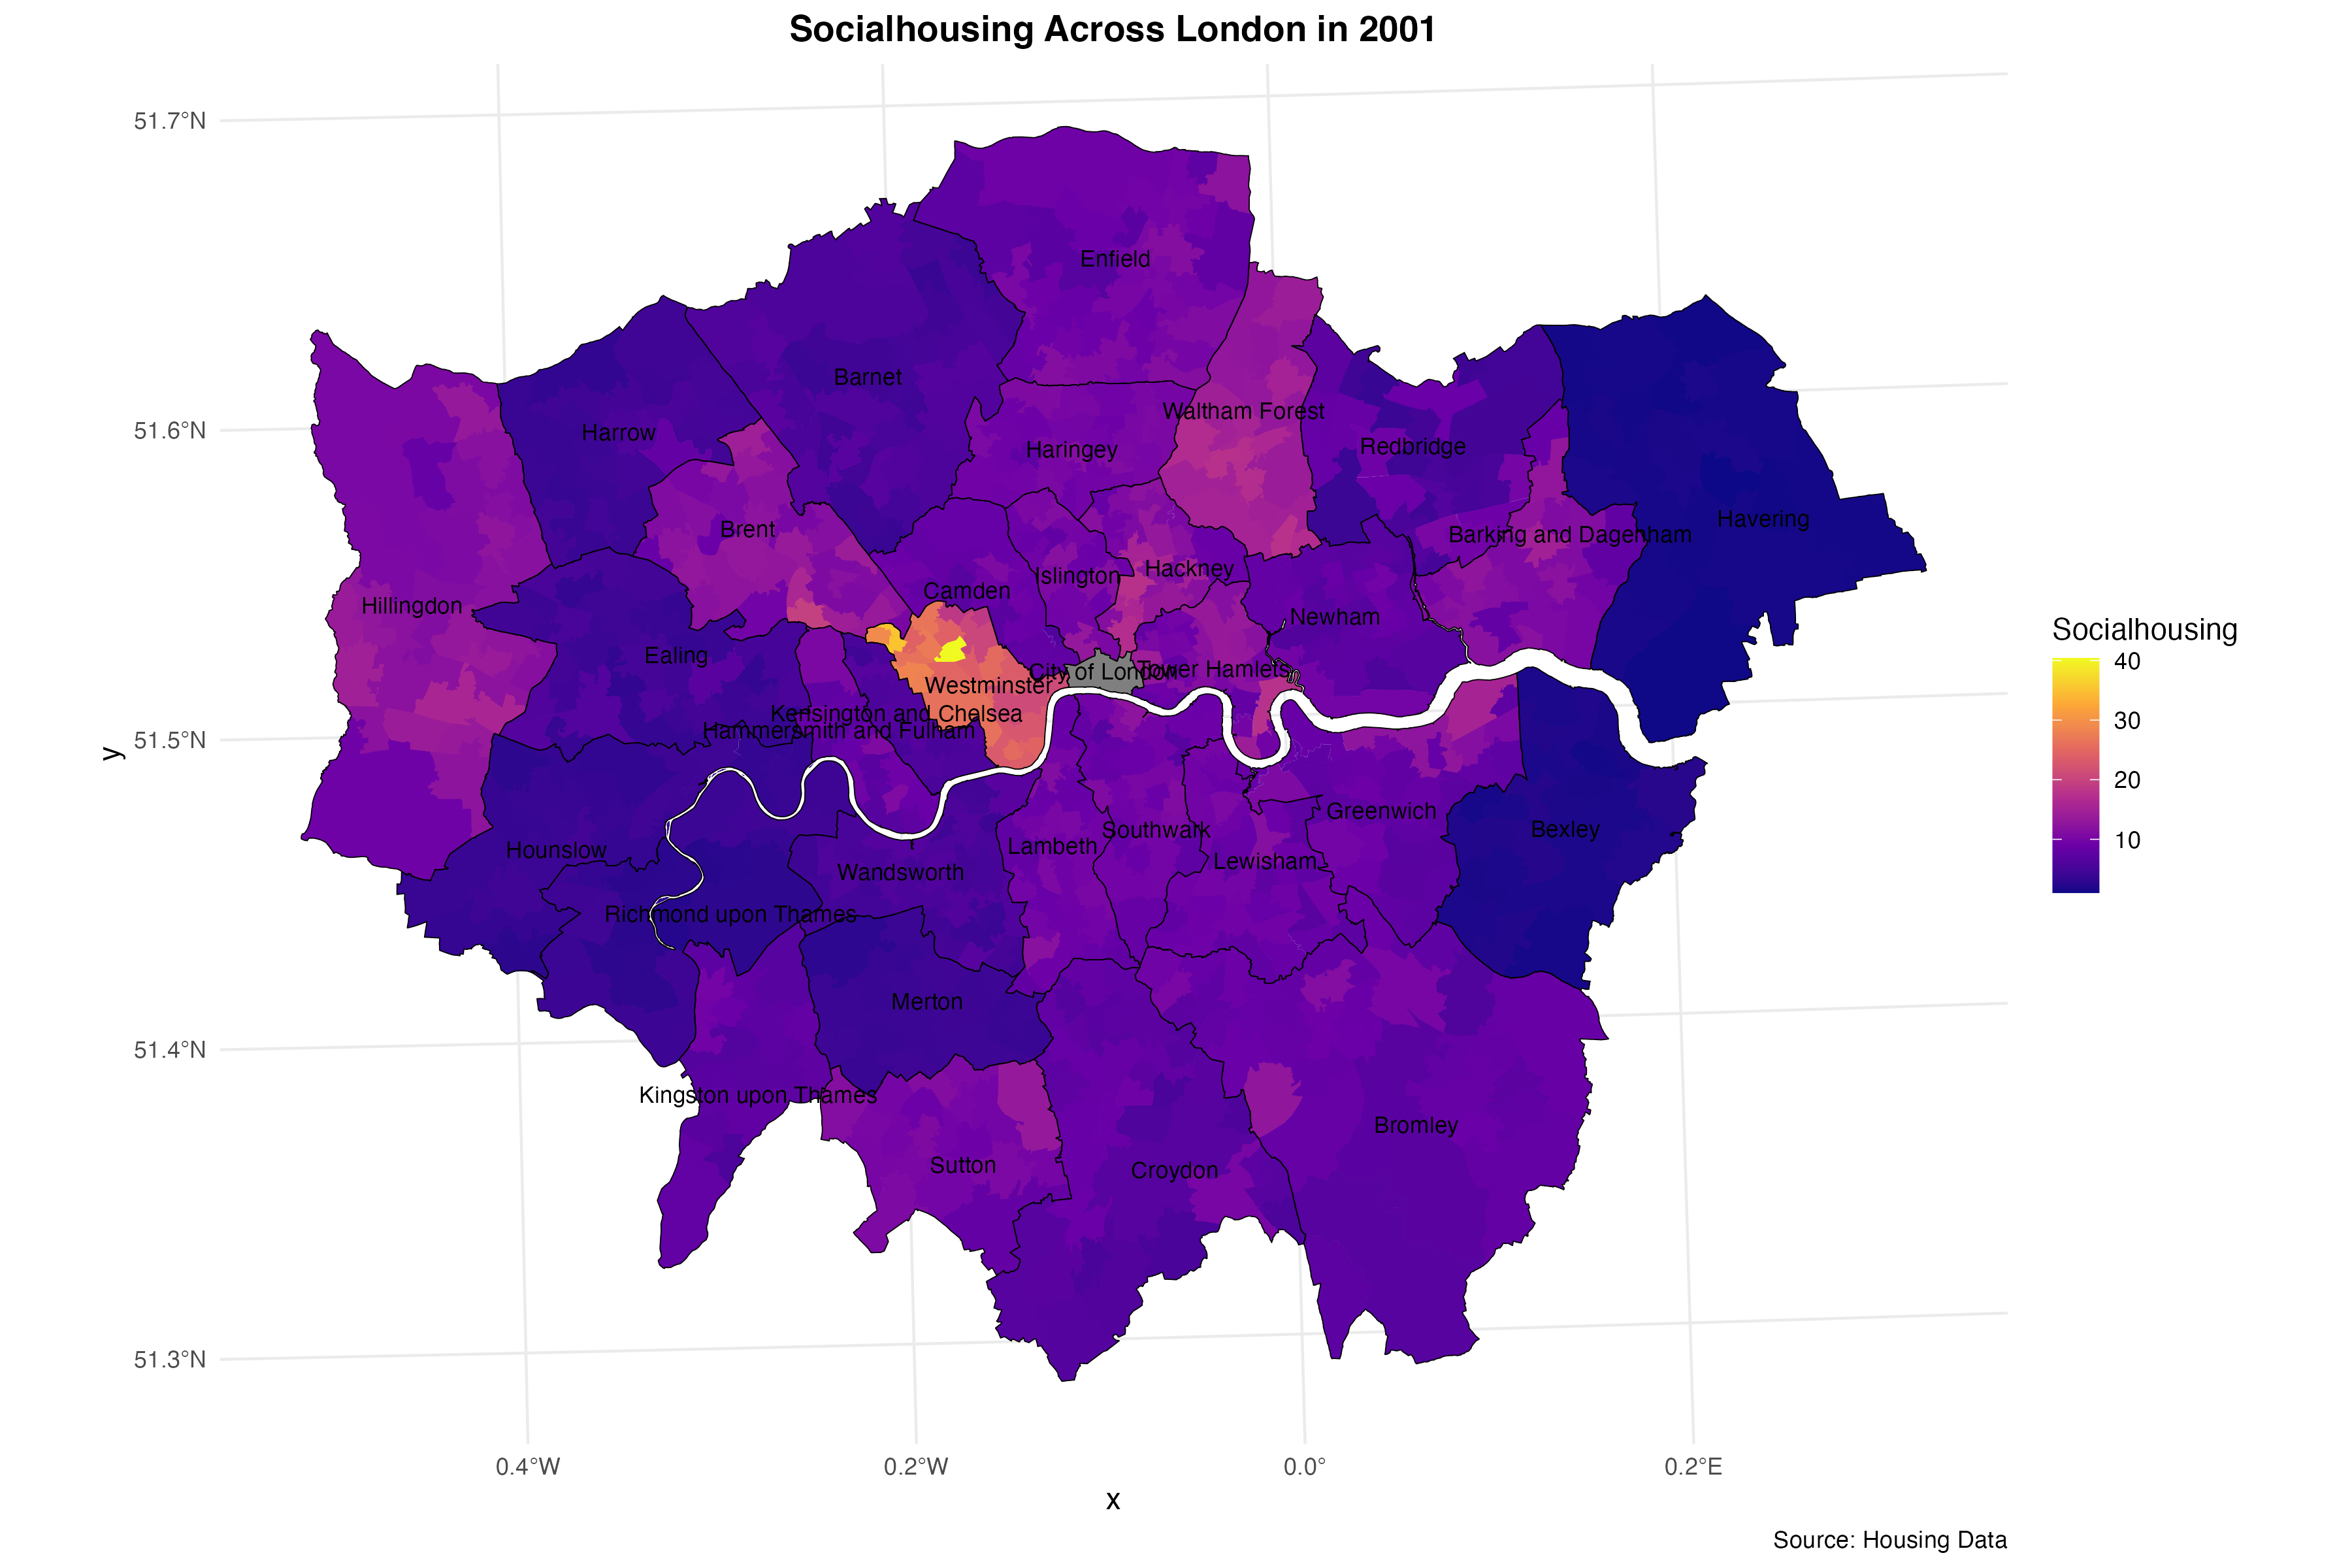 Socialhousing Across London in 2001
51.7°N
51.6°N
51.5°N
51.4°N
51.3°N
y
Enfield
Barnet
Waltham Forest
Harrow
Haringey
Redbridge
Havering
Brent
Barking and Dagenham
Hackney
Islington
Camden
Hillingdon
Newham
Ealing
City of London
Tower Hamlets
Westminster
Kensington and Chelsea
Hammersmith and Fulham
Greenwich
Southwark
Bexley
Lambeth
Hounslow
Lewisham
Wandsworth
Richmond upon Thames
Merton
Kingston upon Thames
Bromley
Sutton
Croydon
Socialhousing
40
30
20
10
0.4°W
0.2°W
0.0°
0.2°E
x
Source: Housing Data